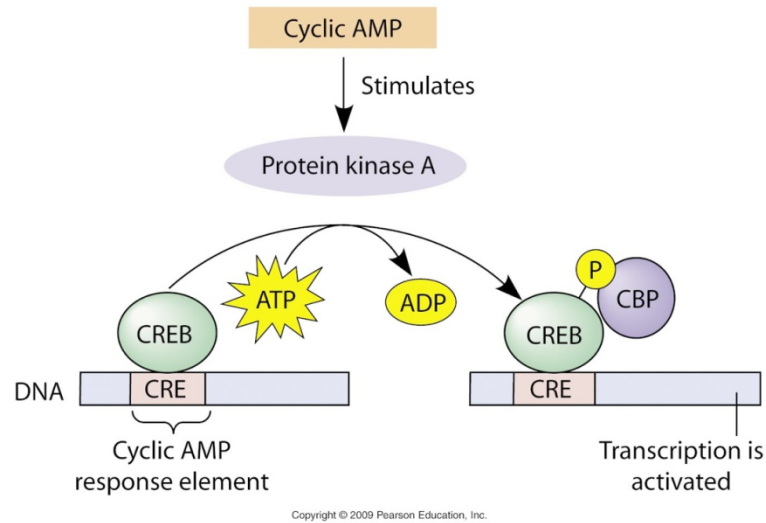 Cyclic AMP
Stimulates
Protein kinase A
P
ATP
ADP
CBP
CREB
CREB
DNA
CRE
CRE
Cyclic AMP
response element
Transcription is
activated
Copyright © 2009 Pearson Education, Inc.